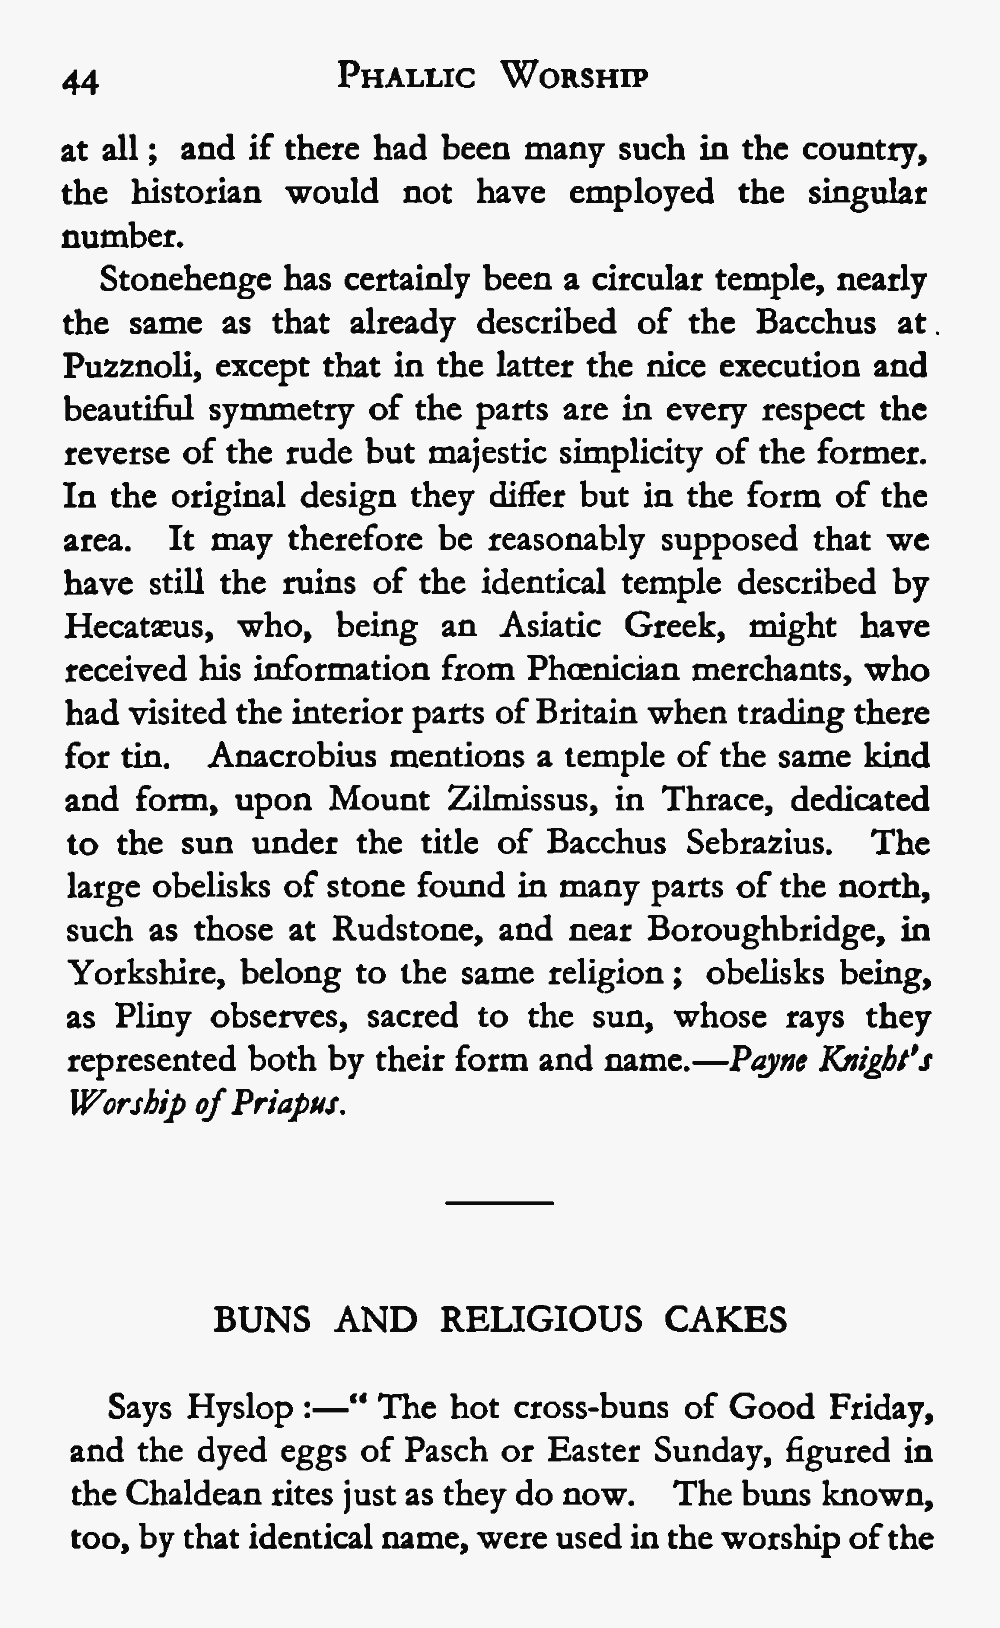 44 PHALLIC WORSHIP
at all ; and if there had been many such in the country,
the historian would not have employed the singular
number.
Stonehenge has certainly been a circular temple, nearly
the same as that already described of the Bacchus at .
Puzznoli, except that in the latter the nice execution and
beautiful symmetry of the parts are in every respect the
reverse of the rude but majestic simplicity of the former.
In the original design they differ but in the form of the
area. It may therefore be reasonably supposed that we
have still the ruins of the identical temple described by
Hecatæus, who, being an Asiatic Greek, might have
received his information from Phœnician merchants, who
had visited the interior parts of Britain when trading there
for tin. Anacrobius mentions a temple of the same kind
and form, upon Mount Zilmissus, in Thrace, dedicated
to the sun under the title of Bacchus Sebrazius. The
large obelisks of stone found in many parts of the north,
such as those at Rudstone, and near Boroughbridge, in
Yorkshire, belong to the same religion ; obelisks being,
as Pliny observes, sacred to the sun, whose rays they
represented both by their form and name.—Payne Knight's
Worship of Priapus.
BUNS AND RELIGIOUS CAKES
Says Hyslop :—“ The hot cross-buns of Good Friday,
and the dyed eggs of Pasch or Easter Sunday, figured in
the Chaldean rites just as they do now. The buns known,
too, by that identical name, were used in the worship of the